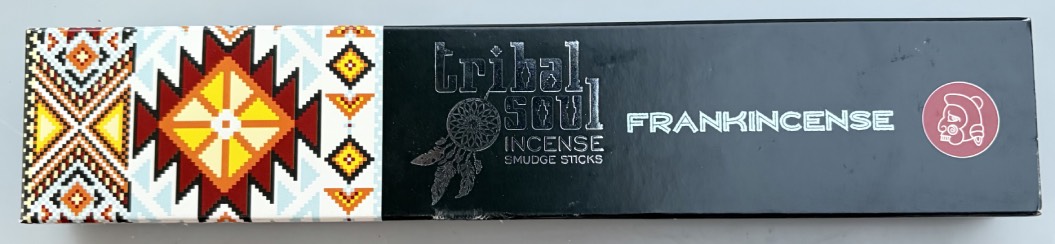 tribal
soul
INCENSE
SMUDGE STICKS
FRANKINCENSE